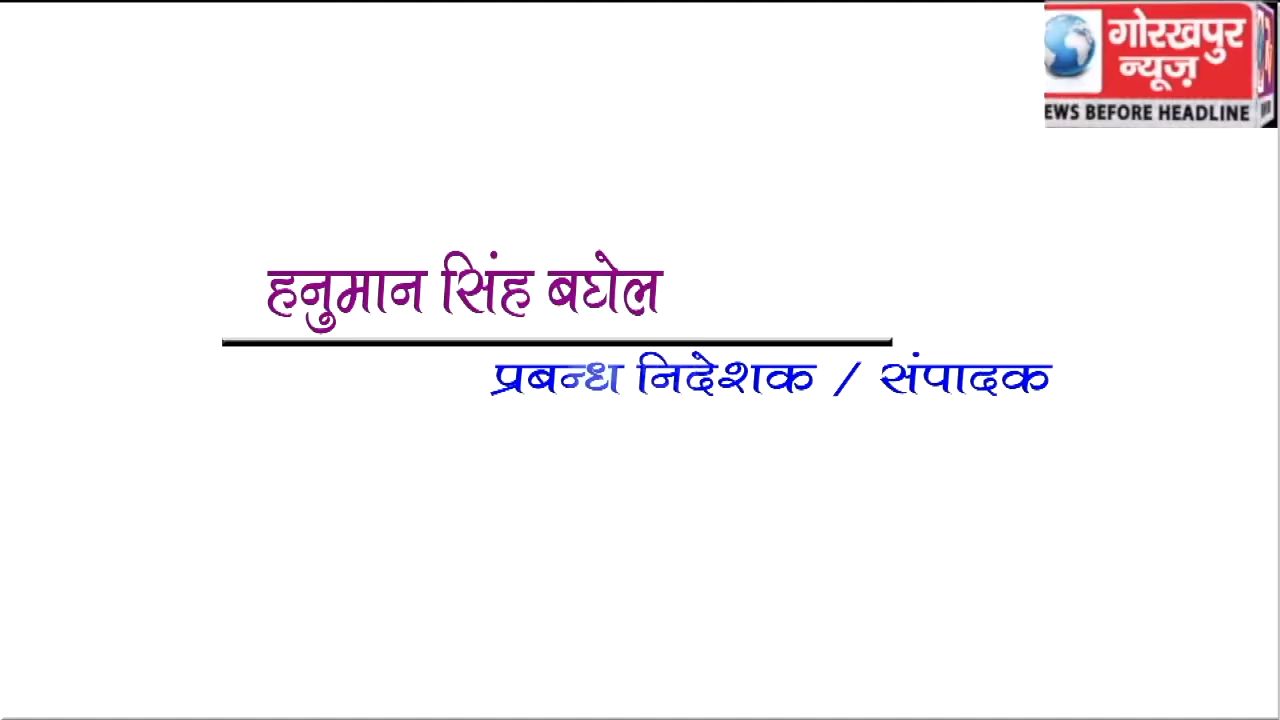 गोरखपुर
न्यूज़
EWS BEFORE HEADLINE
हनुमान सिंह बघेल
प्रबन्ध निदेशक / संपादक